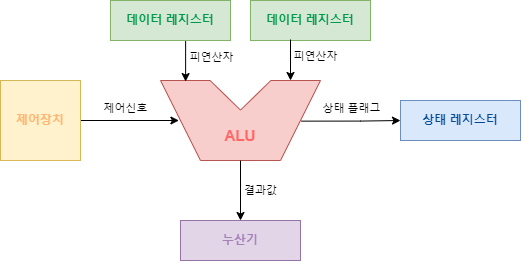 데이터 레지스터
데이터 레지스터
피연산자
피연산자
제어장치
제어신호
ALU
상태 플래그
상태 레지스터
결과값
누산기